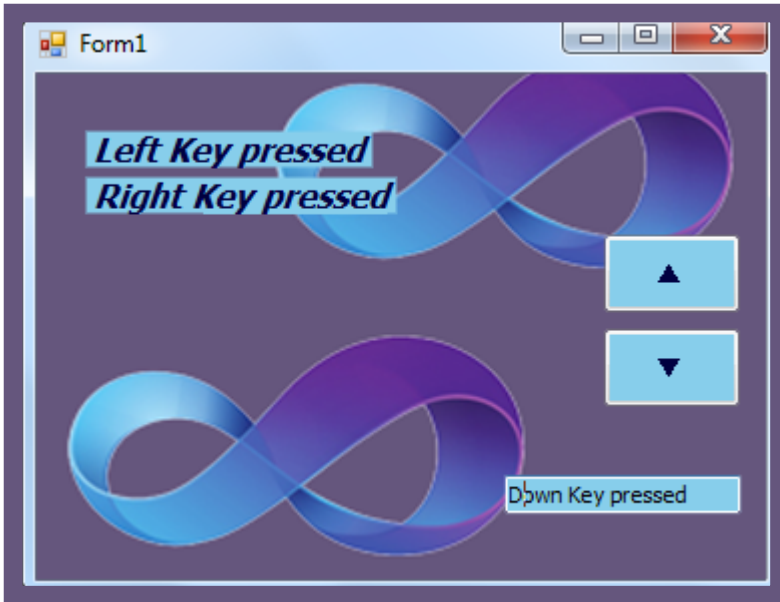 Form1
Left Key pressed
Right Key pressed
▲
▼
Down Key pressed